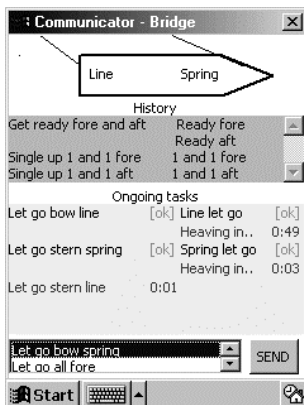 Communicator - Bridge
Line Spring
History
Get ready fore and aft Ready fore
Ready aft
Single up 1 and 1 fore 1 and 1 fore
Single up 1 and 1 aft 1 and 1 aft
Ongoing tasks
Let go bow line [ok] Line let go [ok]
Heaving in.. 0:49
Let go stern spring [ok] Spring let go [ok]
Heaving in.. 0:03
Let go stern line 0:01
Let go bow spring
Let go all fore
SEND
Start